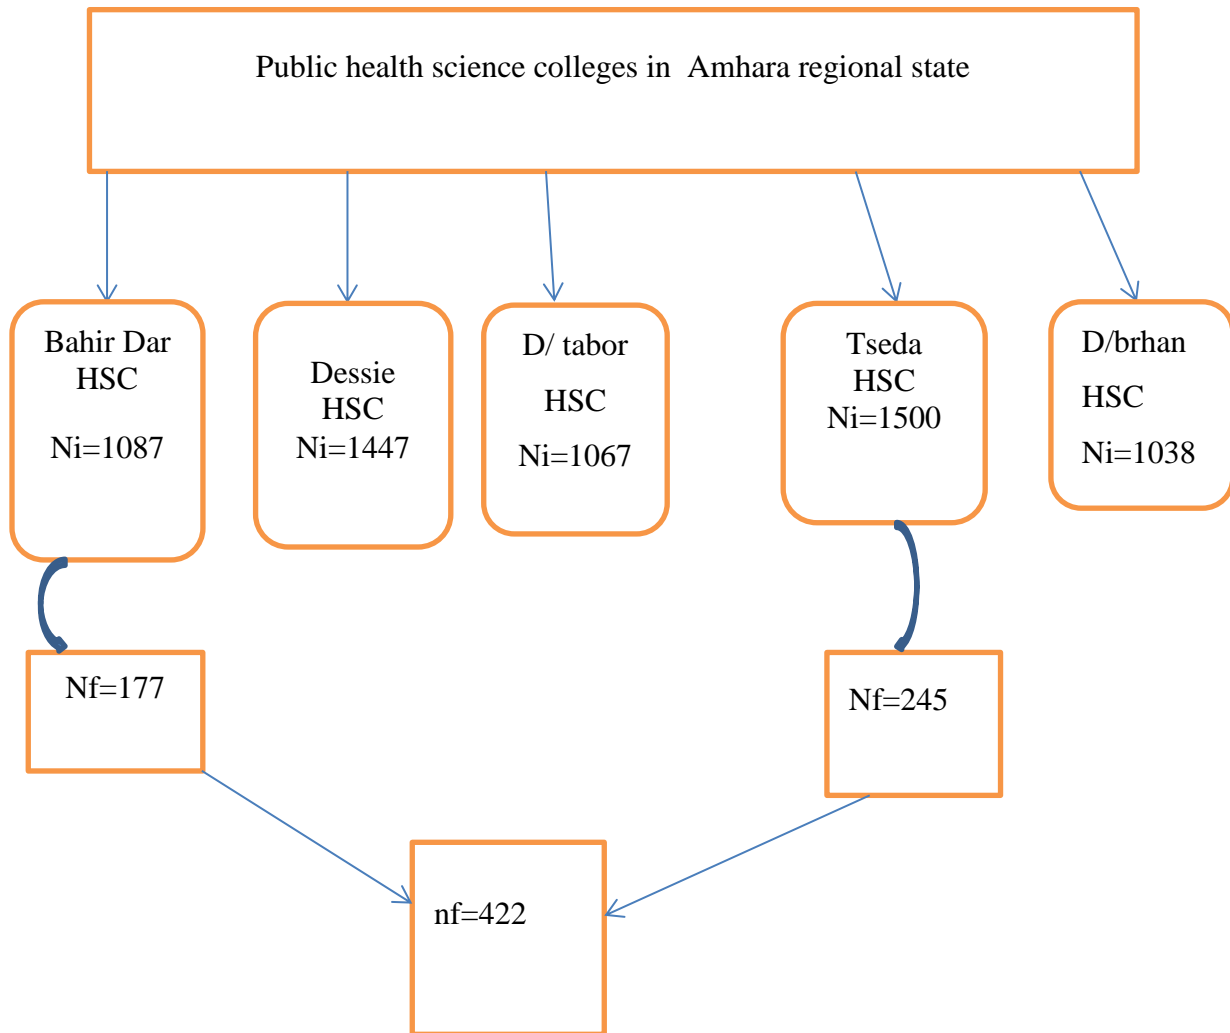 Public health science colleges in  Amhara regional state
Bahir Dar
HSC
Ni=1087
Dessie
HSC
Ni=1447
D/ tabor
HSC
Ni=1067
Tseda
HSC
Ni=1500
D/brhan
HSC
Ni=1038
Nf=177
Nf=245
nf=422